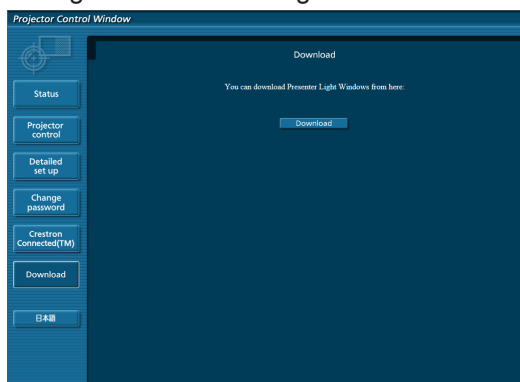 Projector Control Window
Download
You can download Presenter Light Windows from here:
Download
Status
Projector
control
Detailed
set up
Change
password
Crestron
Connected(TM)
Download
日本語